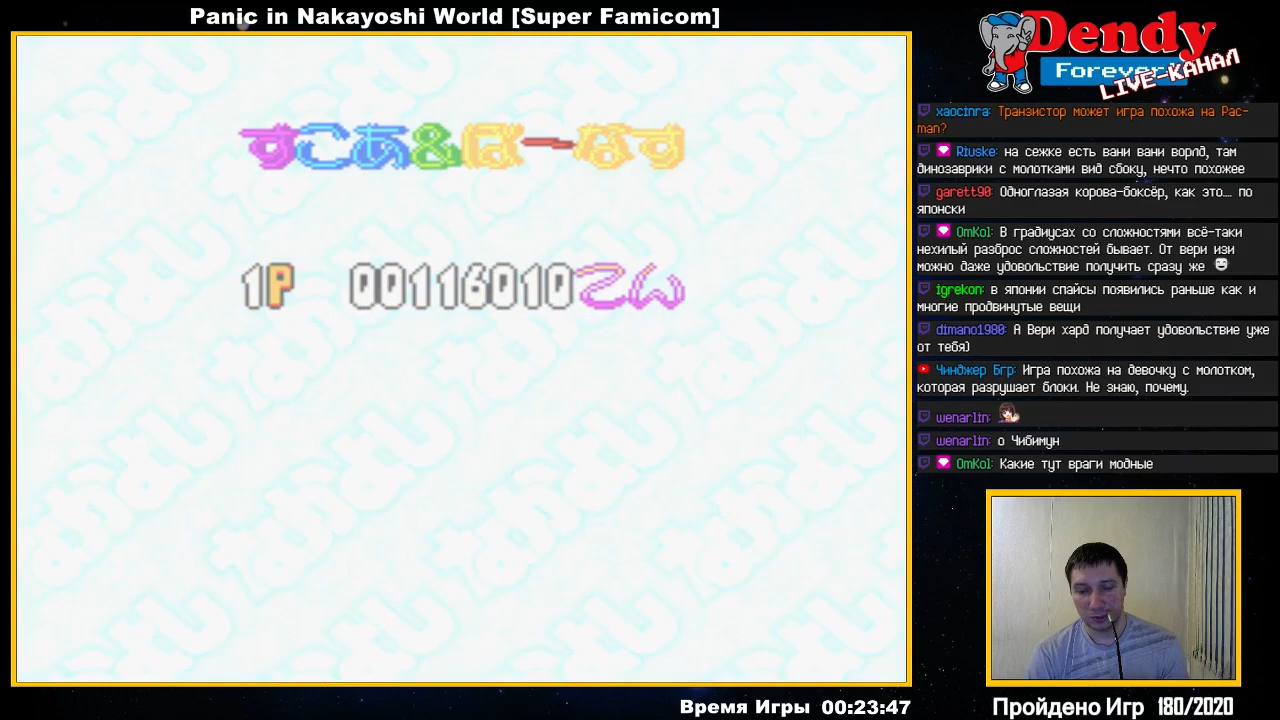 Panic in Nakayoshi World [Super Famicom]
Dendy
Forever!
LIVE-КАНАЛ
すこあ&ぼーなす
1P 00116010てん
xaocinra: Транзистор может игра похожа на Pac-
man?
Riuske: на сежке есть вани вани ворлд, там
динозаврики с молотками вид сбоку, нечто похожее
garett90: Одноглазая корова-боксёр, как это... по
японски
OmKol: В градиусах со сложностями всё-таки
нехилый разброс сложностей бывает. От вери изи
можно даже удовольствие получить сразу же
igrekon: в японии спайсы появились раньше как и
многие продвинутые вещи
dimano1980: А Вери хард получает удовольствие уже
от тебя)
Чинджер Бгр: Игра похожа на девочку с молотком,
которая разрушает блоки. Не знаю, почему.
wenarlin:
wenarlin: о Чибимун
OmKol: Какие тут враги модные
Время Игры 00:23:47
Пройдено Игр 180/2020